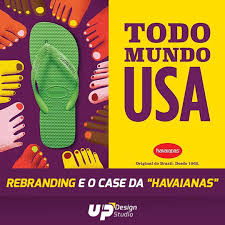 TODO
MUNDO
USA
havaianas
Original do Brasil. Desde 1962.
REBRANDING E O CASE DA "HAVAIANAS"
UP Design
Studio